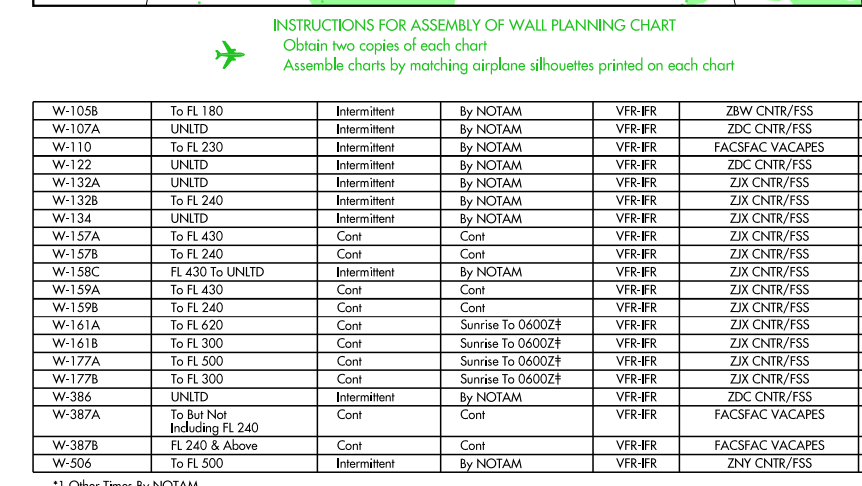 INSTRUCTIONS FOR ASSEMBLY OF WALL PLANNING CHART
Obtain two copies of each chart
Assemble charts by matching airplane silhouettes printed on each chart
W-105B To FL 180 Intermittent By NOTAM VFR-IFR ZBW CNTR/FSS
W-107A UNLTD Intermittent By NOTAM VFR-IFR ZDC CNTR/FSS
W-110 To FL 230 Intermittent By NOTAM VFR-IFR FACSFAC VACAPES
W-122 UNLTD Intermittent By NOTAM VFR-IFR ZDC CNTR/FSS
W-132A UNLTD Intermittent By NOTAM VFR-IFR ZJX CNTR/FSS
W-132B To FL 240 Intermittent By NOTAM VFR-IFR ZJX CNTR/FSS
W-134 UNLTD Intermittent By NOTAM VFR-IFR ZJX CNTR/FSS
W-157A To FL 430 Cont Cont VFR-IFR ZJX CNTR/FSS
W-157B To FL 240 Cont Cont VFR-IFR ZJX CNTR/FSS
W-158C FL 430 To UNLTD Intermittent By NOTAM VFR-IFR ZJX CNTR/FSS
W-159A To FL 430 Cont Cont VFR-IFR ZJX CNTR/FSS
W-159B To FL 240 Cont Cont VFR-IFR ZJX CNTR/FSS
W-161A To FL 620 Cont Sunrise To 0600Z‡ VFR-IFR ZJX CNTR/FSS
W-161B To FL 300 Cont Sunrise To 0600Z‡ VFR-IFR ZJX CNTR/FSS
W-177A To FL 500 Cont Sunrise To 0600Z‡ VFR-IFR ZJX CNTR/FSS
W-177B To FL 300 Cont Sunrise To 0600Z‡ VFR-IFR ZJX CNTR/FSS
W-386 UNLTD Intermittent By NOTAM VFR-IFR ZDC CNTR/FSS
W-387A To But Not Cont Cont VFR-IFR FACSFAC VACAPES
Including FL 240
W-387B FL 240 & Above Cont Cont VFR-IFR FACSFAC VACAPES
W-506 To FL 500 Intermittent By NOTAM VFR-IFR ZNY CNTR/FSS
*1 Other Times By NOTAM